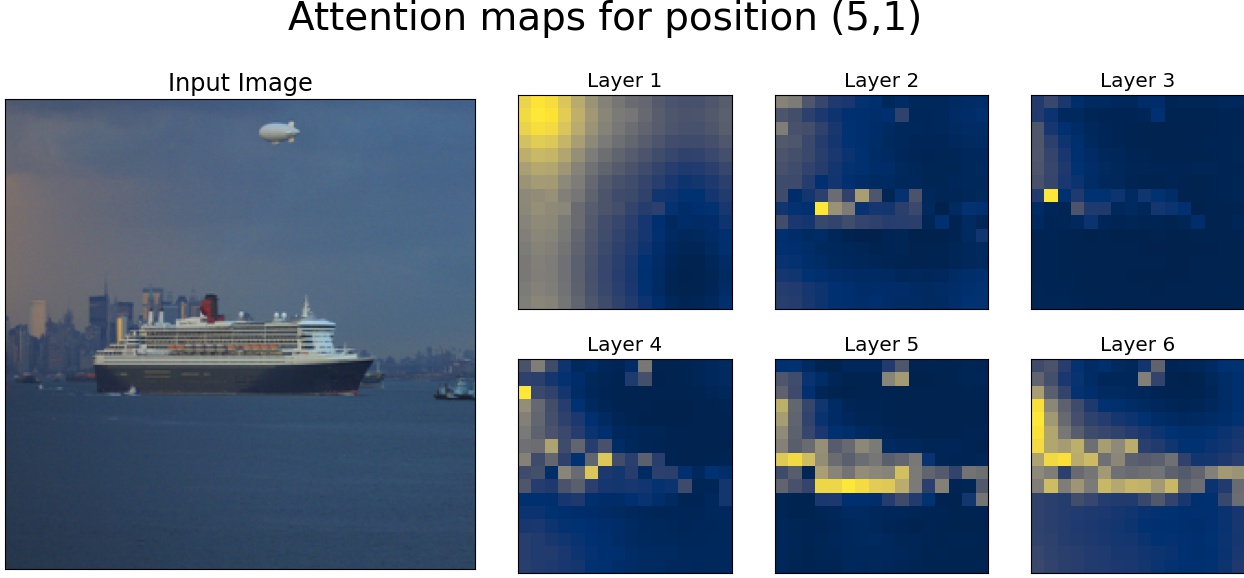 Attention maps for position (5,1)
Input Image
Layer 1
Layer 2
Layer 3
Layer 4
Layer 5
Layer 6